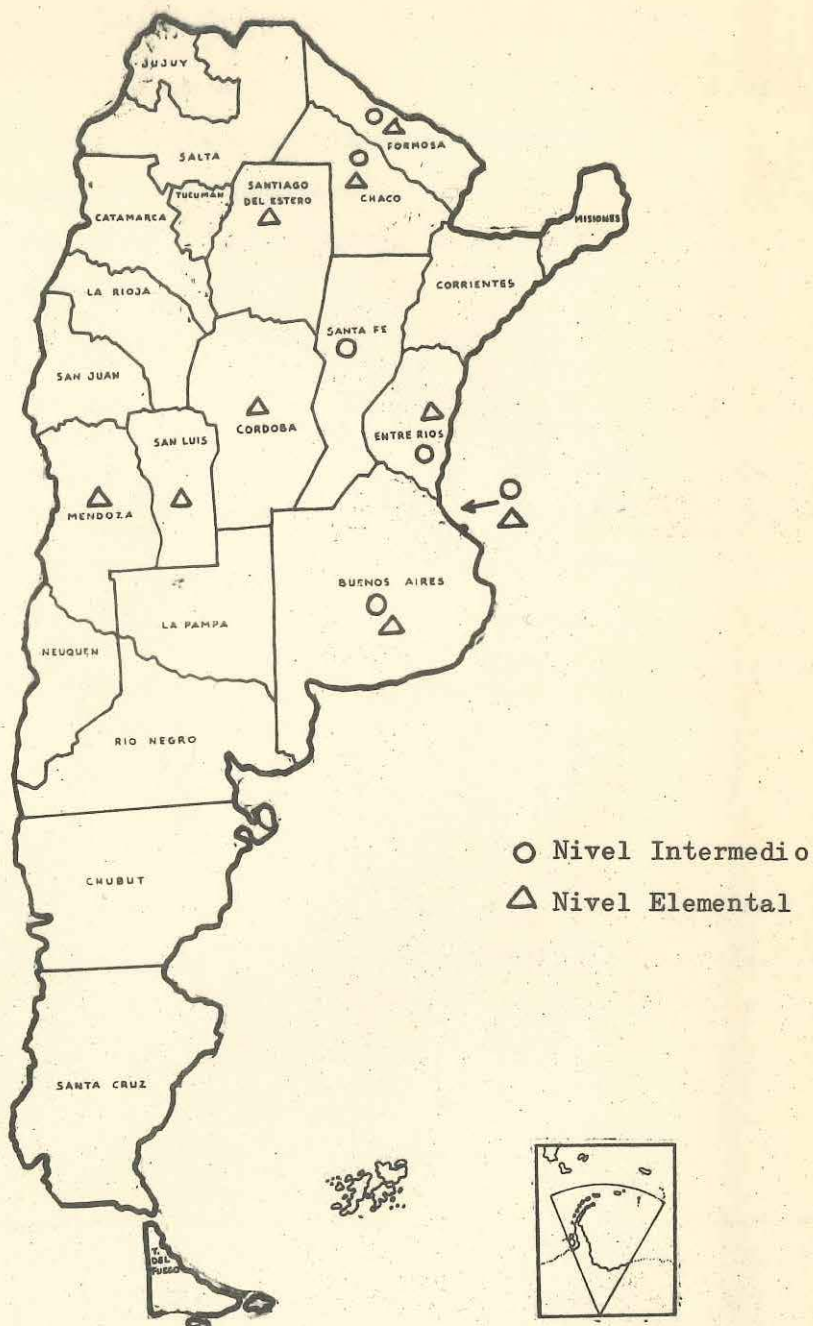 JUJUY
SALTA
FORMOSA
CHACO
SANTIAGO
DEL ESTERO
TUCUMAN
CATAMARCA
MISIONES
CORRIENTES
LA RIOJA
SANTA FE
SAN JUAN
CORDOBA
SAN LUIS
ENTRE RIOS
MENDOZA
BUENOS AIRES
LA PAMPA
NEUQUEN
RIO NEGRO
CHUBUT
SANTA CRUZ
T.
DEL
FUEGO
Nivel Intermedio
Nivel Elemental